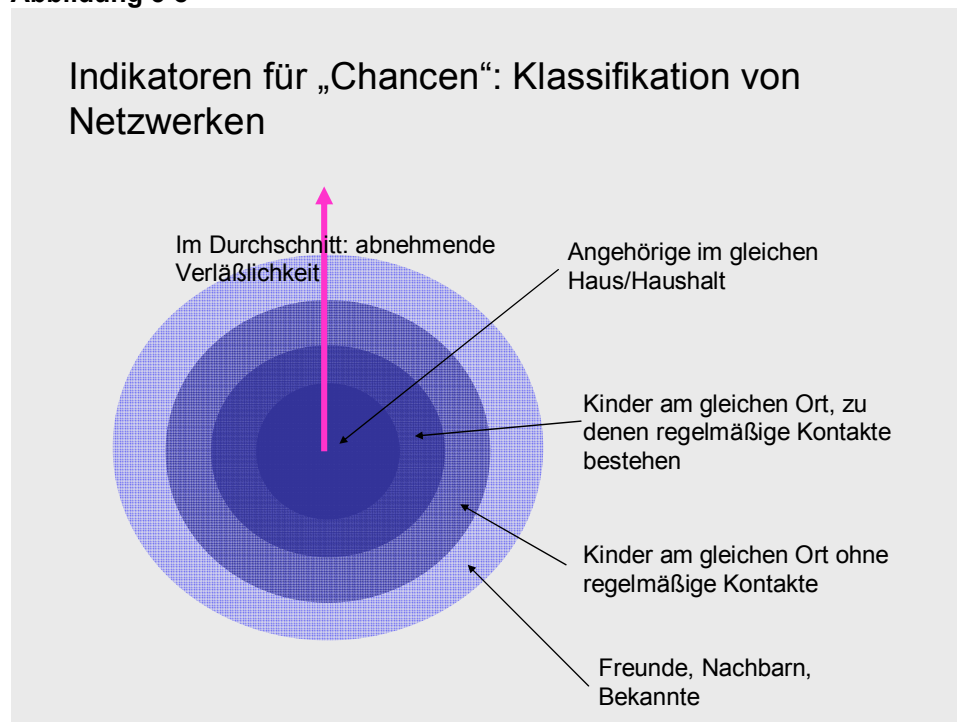 Indikatoren für „Chancen“: Klassifikation von
Netzwerken
Im Durchschnitt: abnehmende
Verläßlichkeit
Angehörige im gleichen
Haus/Haushalt
Kinder am gleichen Ort, zu
denen regelmäßige Kontakte
bestehen
Kinder am gleichen Ort ohne
regelmäßige Kontakte
Freunde, Nachbarn,
Bekannte